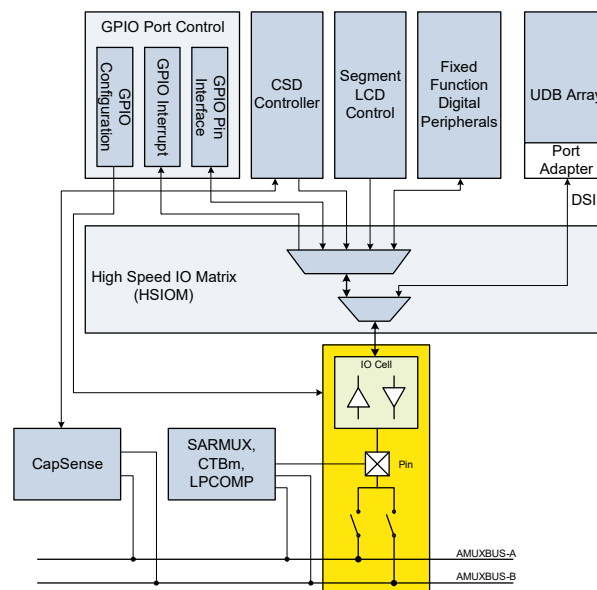 GPIO Port Control
GPIO
Configuration
GPIO Interrupt
GPIO Pin
Interface
CSD
Controller
Segment
LCD
Control
Fixed
Function
Digital
Peripherals
UDB Array
Port
Adapter
DSI
High Speed IO Matrix
(HSIOM)
IO Cell
CapSense
SARMUX,
CTBm,
LPCOMP
Pin
AMUXBUS-A
AMUXBUS-B